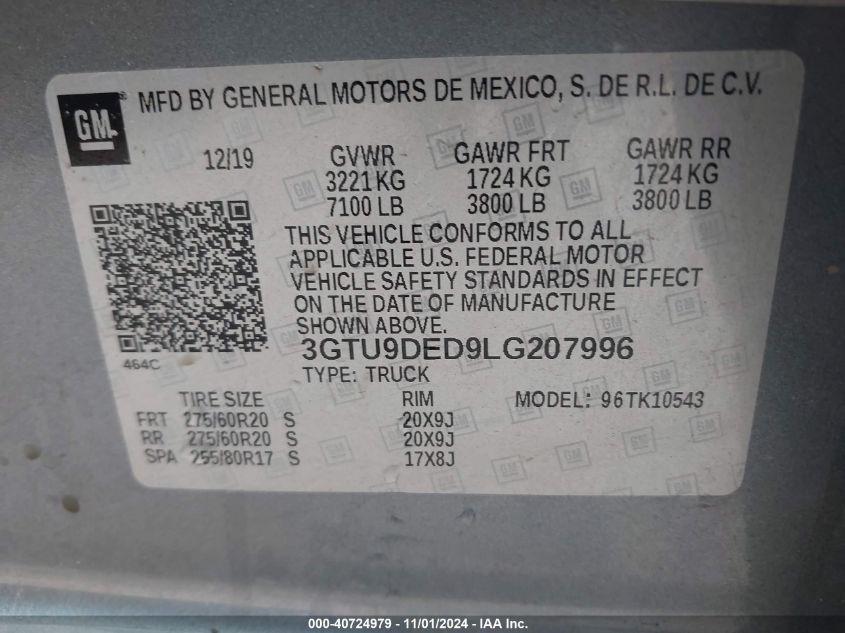 GM ® MFD BY GENERAL MOTORS DE MEXICO, S. DE R.L. DE C.V.
12/19 GVWR GAWR FRT GAWR RR
3221 KG 1724 KG 1724 KG
7100 LB 3800 LB 3800 LB
THIS VEHICLE CONFORMS TO ALL
APPLICABLE U.S. FEDERAL MOTOR
VEHICLE SAFETY STANDARDS IN EFFECT
ON THE DATE OF MANUFACTURE
SHOWN ABOVE.
3GTU9DED9LG207996
464C
TYPE: TRUCK
TIRE SIZE RIM MODEL: 96TK10543
FRT 275/60R20 S 20X9J
RR 275/60R20 S 20X9J
SPA 255/80R17 S 17X8J
000-40724979 - 11/01/2024 - IAA Inc.